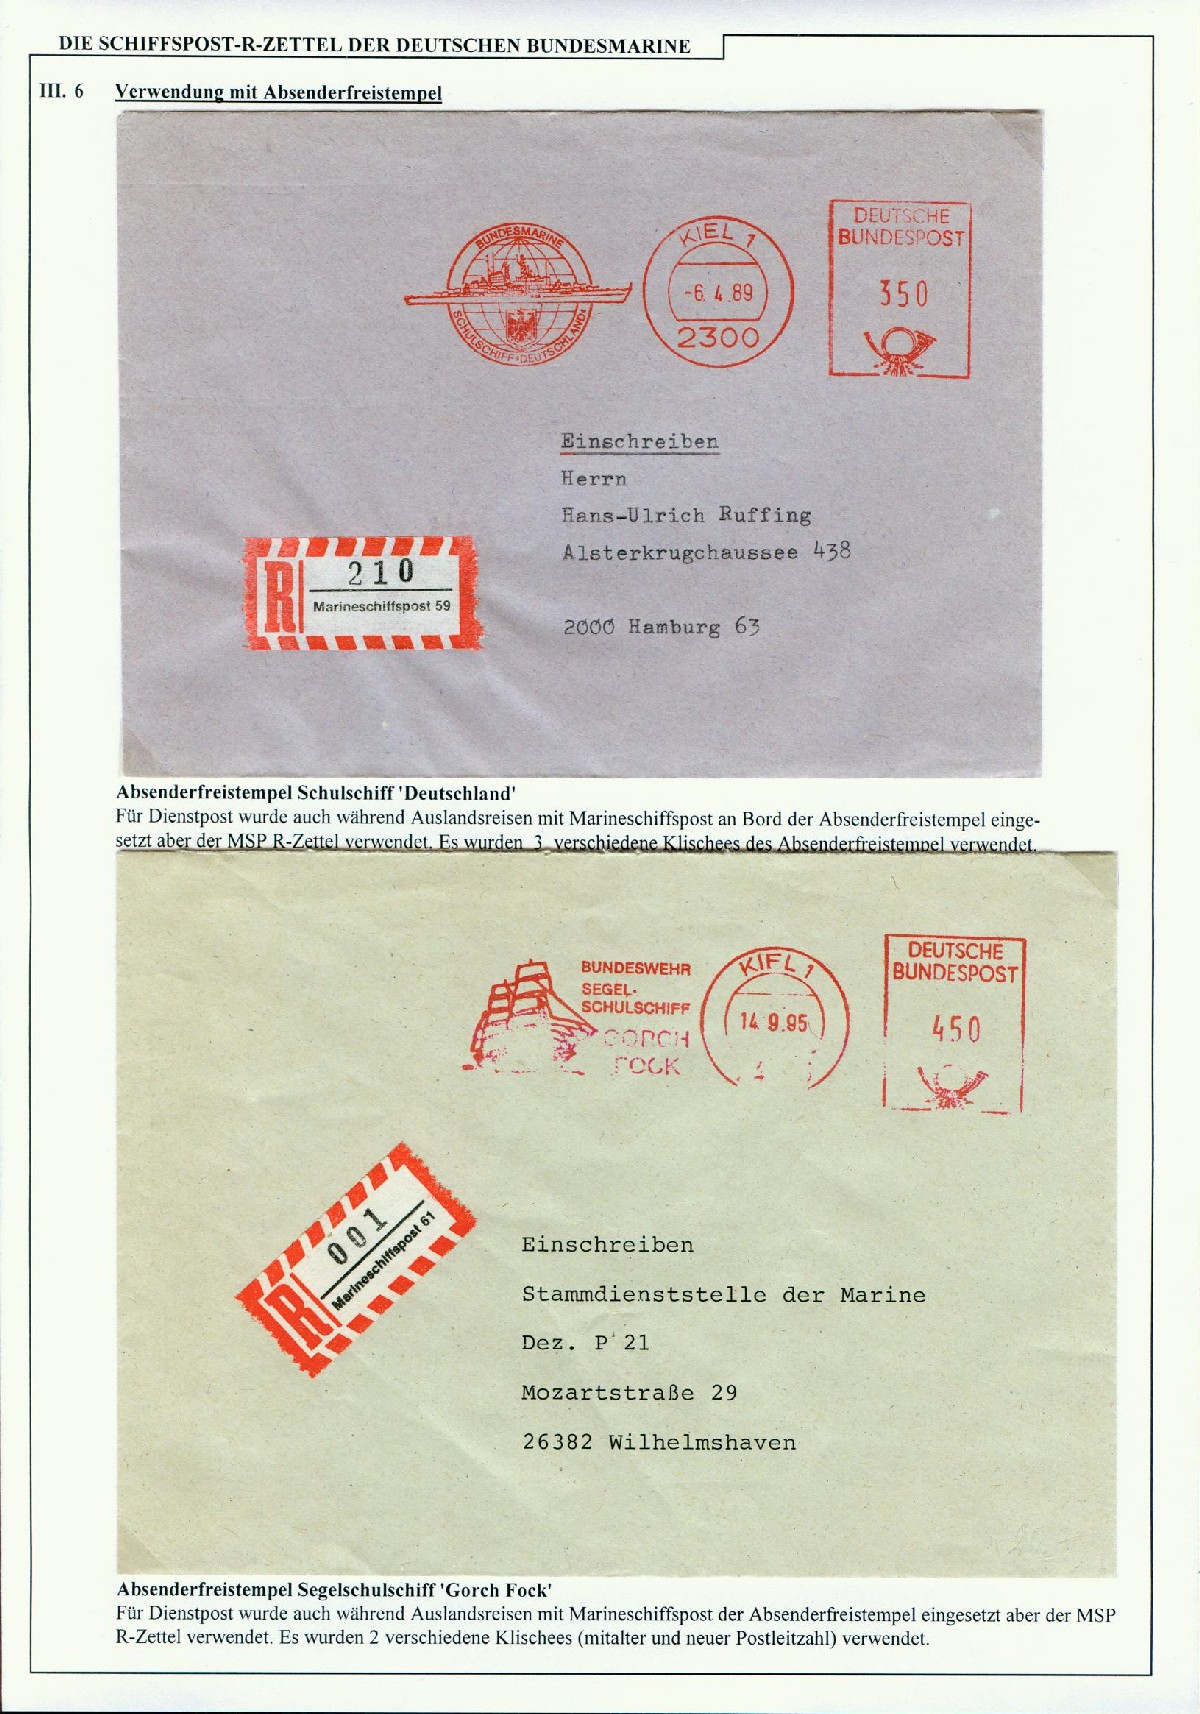 DIE SCHIFFSPOST-R-ZETTEL DER DEUTSCHEN BUNDESMARINE
III. 6 Verwendung mit Absenderfreistempel
BUNDESMARINE
SCHULSCHIFF·DEUTSCHLAND
KIEL 1
-6. 4.89
2300
DEUTSCHE
BUNDESPOST
350
Einschreiben
Herrn
Hans-Ulrich Ruffing
Alsterkrugchaussee 438
2000 Hamburg 63
R
210
Marineschiffspost 59
Absenderfreistempel Schulschiff 'Deutschland'
Für Dienstpost wurde auch während Auslandsreisen mit Marineschiffspost an Bord der Absenderfreistempel einge-
setzt aber der MSP R-Zettel verwendet. Es wurden 3 verschiedene Klischees des Absenderfreistempel verwendet.
BUNDESWEHR
SEGEL-
SCHULSCHIFF
GORCH
FOCK
KIEL 1
14. 9.95
DEUTSCHE
BUNDESPOST
450
R
001
Marineschiffspost 61
Einschreiben
Stammdienststelle der Marine
Dez. P 21
Mozartstraße 29
26382 Wilhelmshaven
Absenderfreistempel Segelschulschiff 'Gorch Fock'
Für Dienstpost wurde auch während Auslandsreisen mit Marineschiffspost der Absenderfreistempel eingesetzt aber der MSP
R-Zettel verwendet. Es wurden 2 verschiedene Klischees (mitalter und neuer Postleitzahl) verwendet.